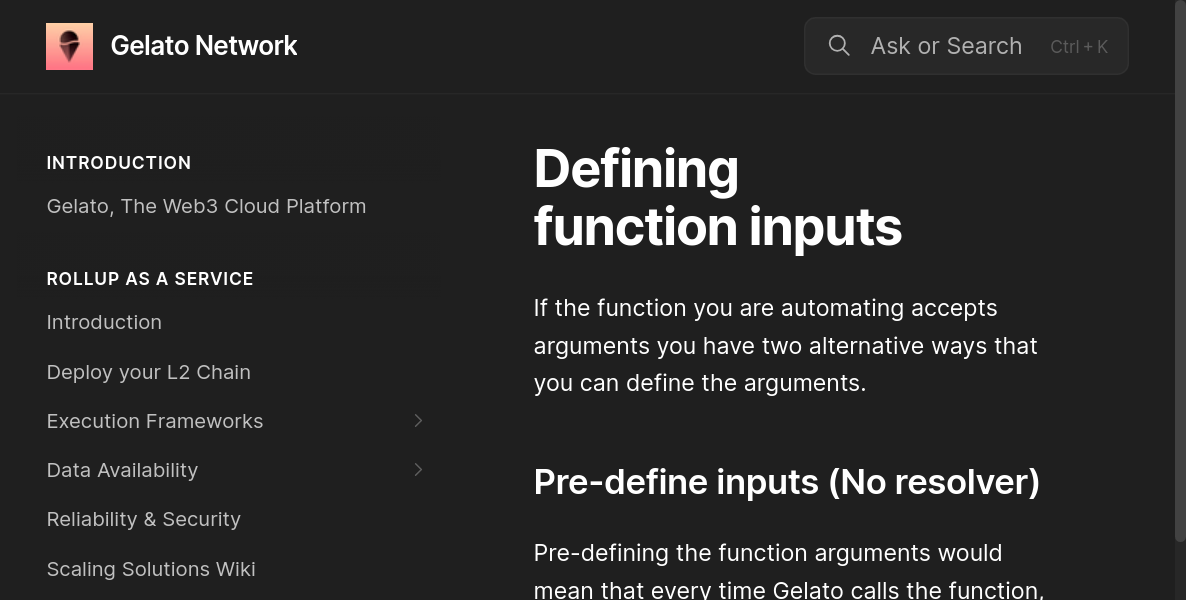 Gelato Network
Ask or Search Ctrl + K
INTRODUCTION
Gelato, The Web3 Cloud Platform
ROLLUP AS A SERVICE
Introduction
Deploy your L2 Chain
Execution Frameworks
Data Availability
Reliability & Security
Scaling Solutions Wiki
Defining
function inputs
If the function you are automating accepts
arguments you have two alternative ways that
you can define the arguments.
Pre-define inputs (No resolver)
Pre-defining the function arguments would
mean that every time Gelato calls the function,